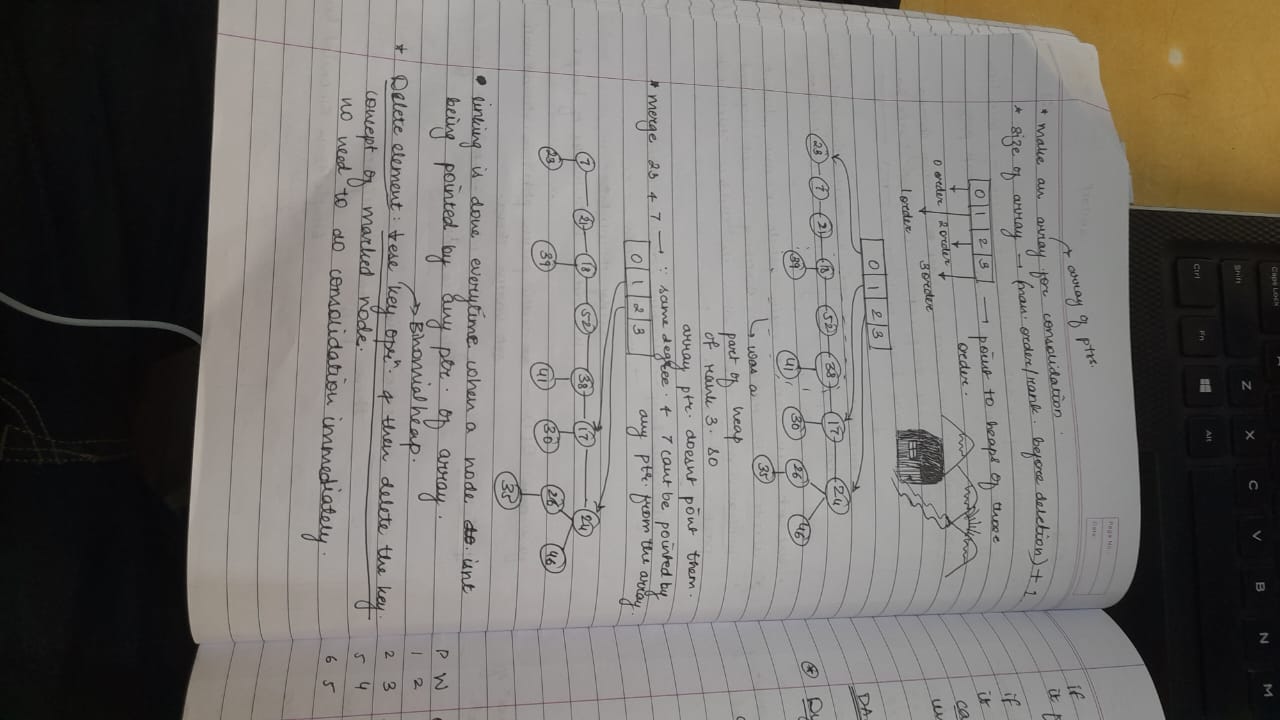 Caps Lock
Shift
Z X C V B N M
Ctrl Fn Alt
Page No.:
Date:
→ array of ptrs.
* make an array for consolidation.
* size of array → (max. order/rank. before deletion) + 1
0 1 2 3 → point to heaps of those
order.
0 order 2 order
1 order 3 order
0 1 2 3
23 7 21 18 52 38 17 24
39 41 30 26 46
35
↳ was a
part of heap
of rank 3. so
array ptr. doesnt point them.
* merge 23 & 7 → ∵ same degree. & 7 cant be pointed by
any ptr. from the array.
0 1 2 3
7 21 18 52 38 17 24
23 39 41 30 26 46
35
• linking is done everytime when a node isnt
being pointed by any ptr. of array.
→ Binomial heap.
* Delete element: ↓ese key oprⁿ. & then delete the key.
concept of marked node.
no need to do consolidation immediately.
if
it
if
it
ca
DA
P W
1 2
2 3
5 4
6 5